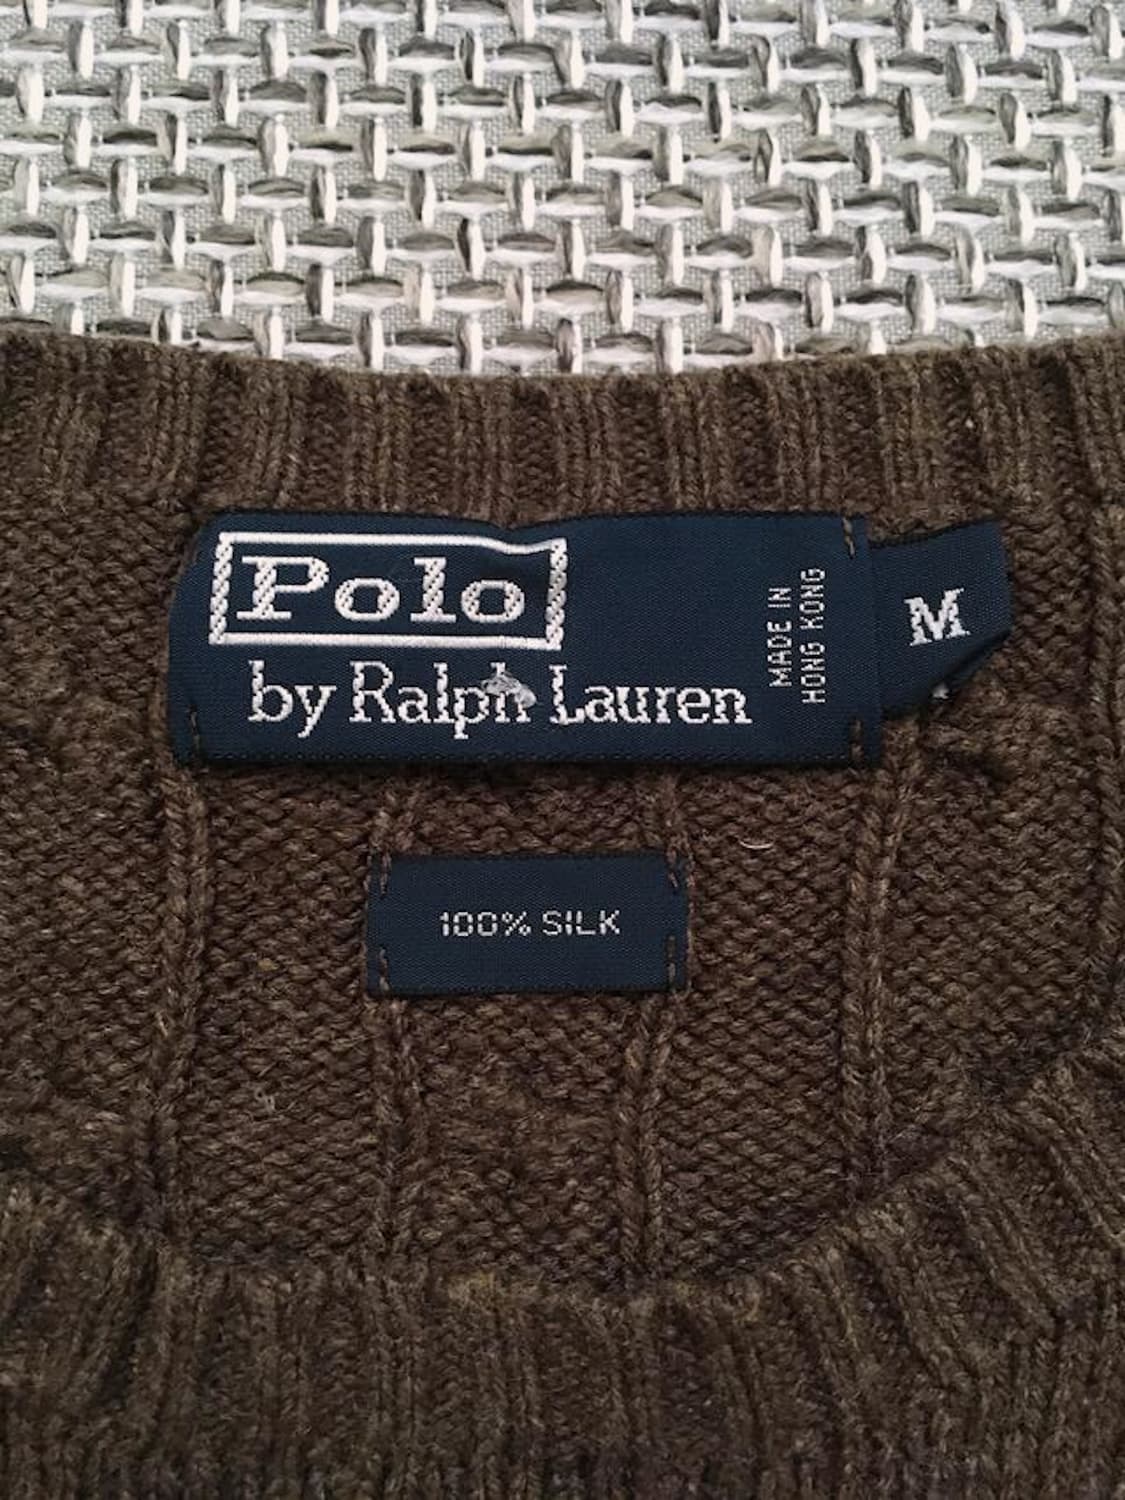 Polo
by Ralph Lauren
MADE IN
HONG KONG
M
100% SILK